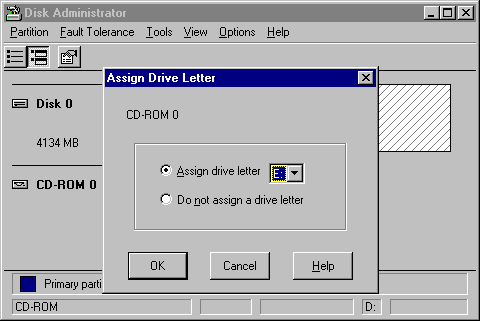 Disk Administrator
Partition Fault Tolerance Tools View Options Help
Assign Drive Letter
Disk 0
4134 MB
CD-ROM 0
CD-ROM 0
Assign drive letter E:
Do not assign a drive letter
OK Cancel Help
Primary parti
CD-ROM D: